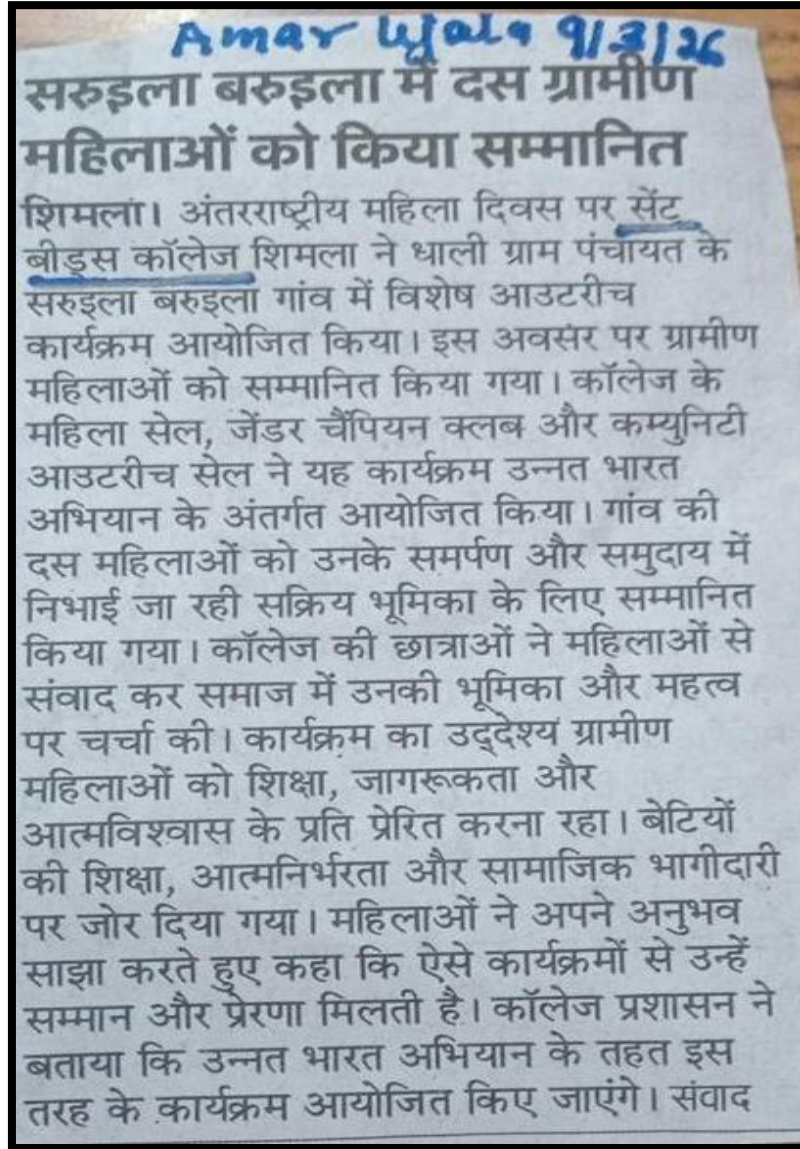 Amar Ujala 9/3/26
सरुइला बरुइला में दस ग्रामीण
महिलाओं को किया सम्मानित
शिमला। अंतरराष्ट्रीय महिला दिवस पर सेंट
बीड्स कॉलेज शिमला ने धाली ग्राम पंचायत के
सरुइला बरुइला गांव में विशेष आउटरीच
कार्यक्रम आयोजित किया। इस अवसर पर ग्रामीण
महिलाओं को सम्मानित किया गया। कॉलेज के
महिला सेल, जेंडर चैंपियन क्लब और कम्युनिटी
आउटरीच सेल ने यह कार्यक्रम उन्नत भारत
अभियान के अंतर्गत आयोजित किया। गांव की
दस महिलाओं को उनके समर्पण और समुदाय में
निभाई जा रही सक्रिय भूमिका के लिए सम्मानित
किया गया। कॉलेज की छात्राओं ने महिलाओं से
संवाद कर समाज में उनकी भूमिका और महत्व
पर चर्चा की। कार्यक्रम का उद्देश्य ग्रामीण
महिलाओं को शिक्षा, जागरूकता और
आत्मविश्वास के प्रति प्रेरित करना रहा। बेटियों
की शिक्षा, आत्मनिर्भरता और सामाजिक भागीदारी
पर जोर दिया गया। महिलाओं ने अपने अनुभव
साझा करते हुए कहा कि ऐसे कार्यक्रमों से उन्हें
सम्मान और प्रेरणा मिलती है। कॉलेज प्रशासन ने
बताया कि उन्नत भारत अभियान के तहत इस
तरह के कार्यक्रम आयोजित किए जाएंगे। संवाद